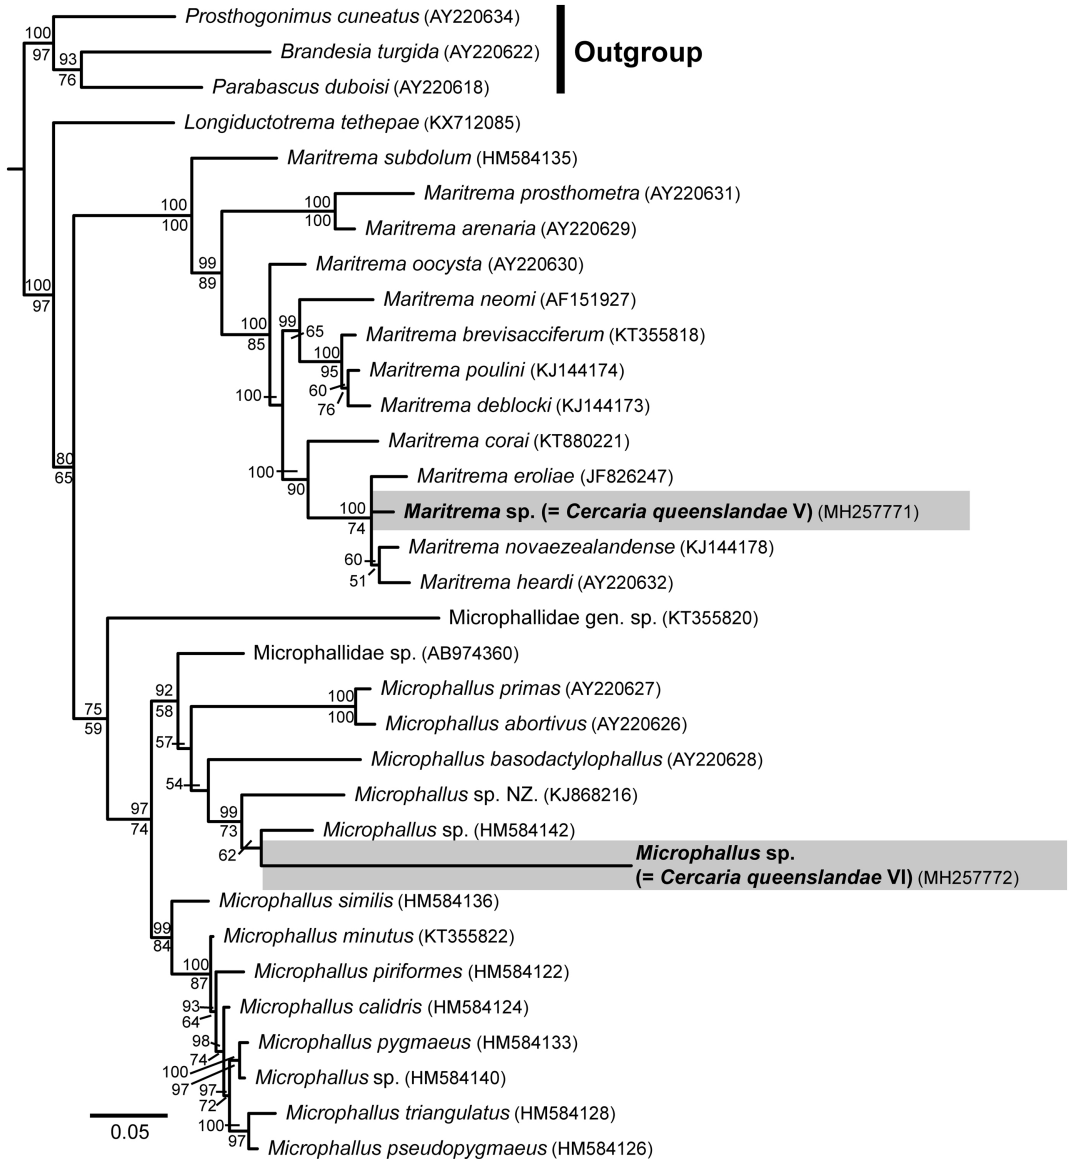 Prosthogonimus cuneatus (AY220634)
100
97
Brandesia turgida (AY220622)
93
76
Outgroup
Parabascus duboisi (AY220618)
Longiductotrema tethepae (KX712085)
Maritrema subdolum (HM584135)
Maritrema prosthometra (AY220631)
100
100
100
100
Maritrema arenaria (AY220629)
99
89
Maritrema oocysta (AY220630)
100
97
Maritrema neomi (AF151927)
100
85
99
65
Maritrema brevisacciferum (KT355818)
100
95
Maritrema poulini (KJ144174)
60
76
100
Maritrema deblocki (KJ144173)
Maritrema corai (KT880221)
80
65
100
90
Maritrema eroliae (JF826247)
100
74
Maritrema sp. (= Cercaria queenslandae V) (MH257771)
Maritrema novaezealandense (KJ144178)
60
51
Maritrema heardi (AY220632)
Microphallidae gen. sp. (KT355820)
Microphallidae sp. (AB974360)
92
58
Microphallus primas (AY220627)
100
100
75
59
Microphallus abortivus (AY220626)
57
Microphallus basodactylophallus (AY220628)
54
Microphallus sp. NZ. (KJ868216)
97
74
99
73
Microphallus sp. (HM584142)
62
Microphallus sp.
(= Cercaria queenslandae VI) (MH257772)
Microphallus similis (HM584136)
99
84
Microphallus minutus (KT355822)
100
87
Microphallus piriformes (HM584122)
93
64
Microphallus calidris (HM584124)
98
74
Microphallus pygmaeus (HM584133)
100
97
Microphallus sp. (HM584140)
97
72
Microphallus triangulatus (HM584128)
100
97
0.05
Microphallus pseudopygmaeus (HM584126)